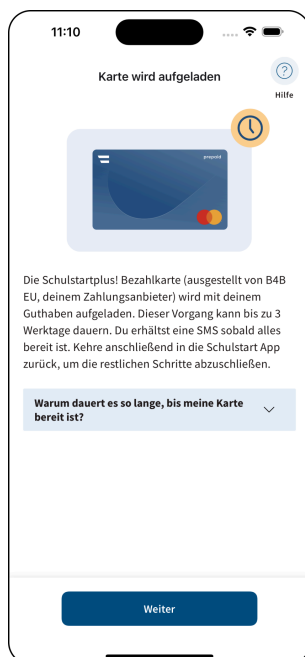 11:10
Karte wird aufgeladen
Hilfe
prepaid
Die Schulstartplus! Bezahlkarte (ausgestellt von B4B
EU, deinem Zahlungsanbieter) wird mit deinem
Guthaben aufgeladen. Dieser Vorgang kann bis zu 3
Werktage dauern. Du erhältst eine SMS sobald alles
bereit ist. Kehre anschließend in die Schulstart App
zurück, um die restlichen Schritte abzuschließen.
Warum dauert es so lange, bis meine Karte
bereit ist?
Weiter